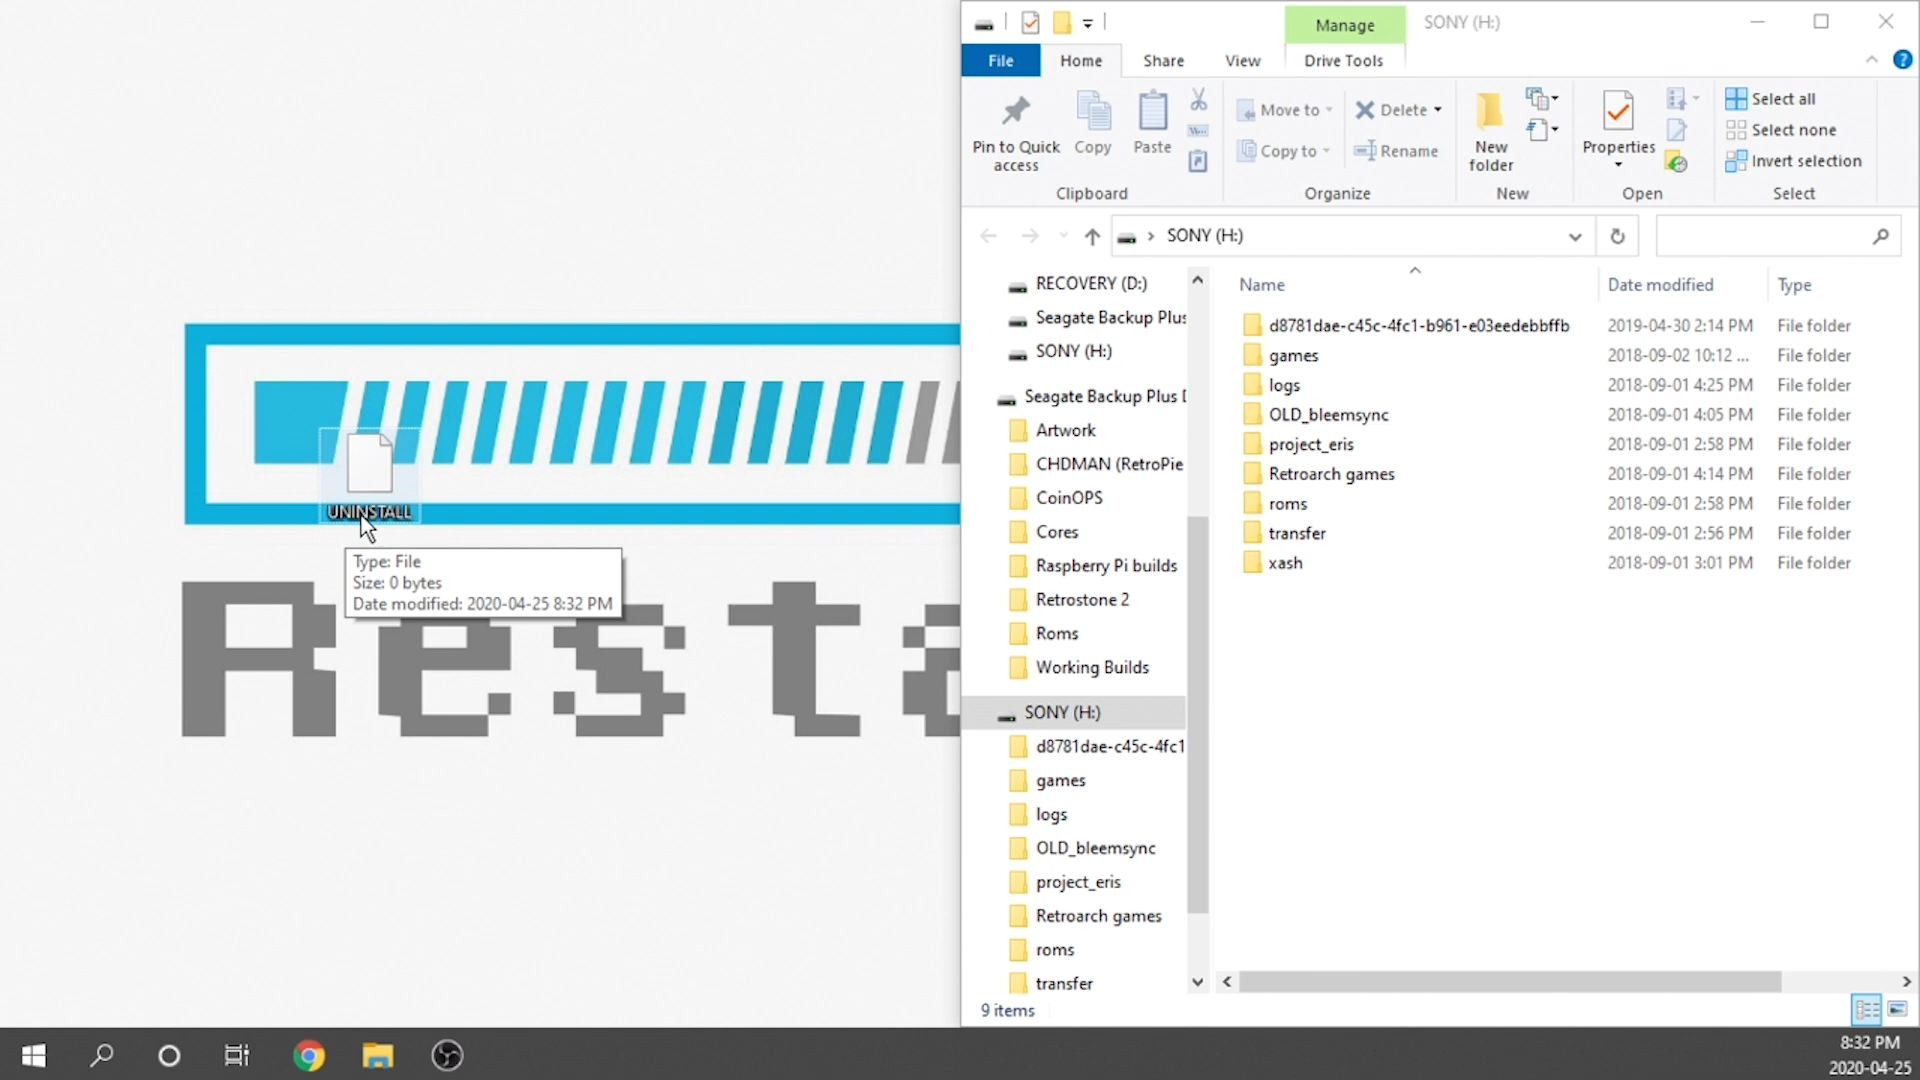 UNINSTALL
Type: File
Size: 0 bytes
Date modified: 2020-04-25 8:32 PM
Resta
Manage
SONY (H:)
File
Home
Share
View
Drive Tools
Pin to Quick access
Copy
Paste
Move to
Copy to
Delete
Rename
New folder
Properties
Select all
Select none
Invert selection
Clipboard
Organize
New
Open
Select
SONY (H:)
RECOVERY (D:)
Seagate Backup Plus
SONY (H:)
Seagate Backup Plus D
Artwork
CHDMAN (RetroPie
CoinOPS
Cores
Raspberry Pi builds
Retrostone 2
Roms
Working Builds
SONY (H:)
d8781dae-c45c-4fc1
games
logs
OLD_bleemsync
project_eris
Retroarch games
roms
transfer
Name Date modified Type
d8781dae-c45c-4fc1-b961-e03eedebbffb 2019-04-30 2:14 PM File folder
games 2018-09-02 10:12 ... File folder
logs 2018-09-01 4:25 PM File folder
OLD_bleemsync 2018-09-01 4:05 PM File folder
project_eris 2018-09-01 2:58 PM File folder
Retroarch games 2018-09-01 4:14 PM File folder
roms 2018-09-01 2:58 PM File folder
transfer 2018-09-01 2:56 PM File folder
xash 2018-09-01 3:01 PM File folder
9 items
8:32 PM
2020-04-25